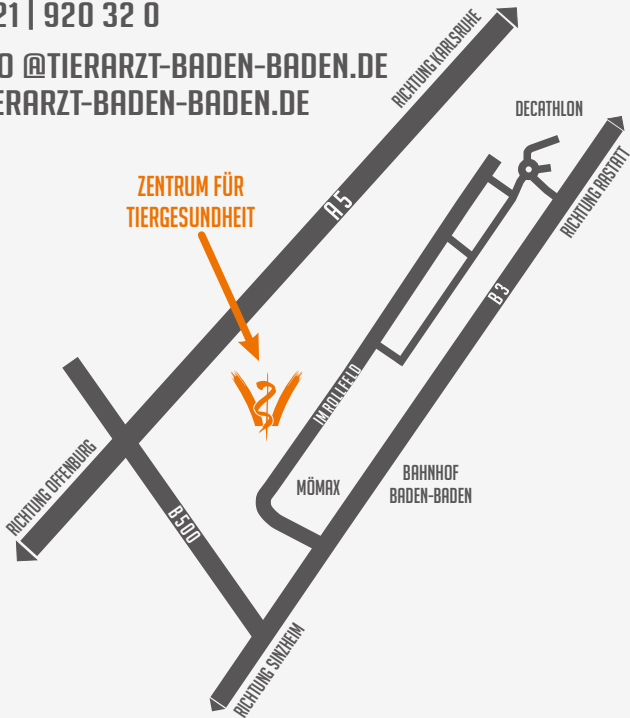 21 | 920 32 0
O @TIERARZT-BADEN-BADEN.DE
ERARZT-BADEN-BADEN.DE
RICHTUNG KARLSRUHE
DECATHLON
ZENTRUM FÜR
TIERGESUNDHEIT
A5
RICHTUNG RASTATT
B3
IM ROLLFELD
RICHTUNG OFFENBURG
MÖMAX
BAHNHOF
BADEN-BADEN
B500
RICHTUNG SINZHEIM